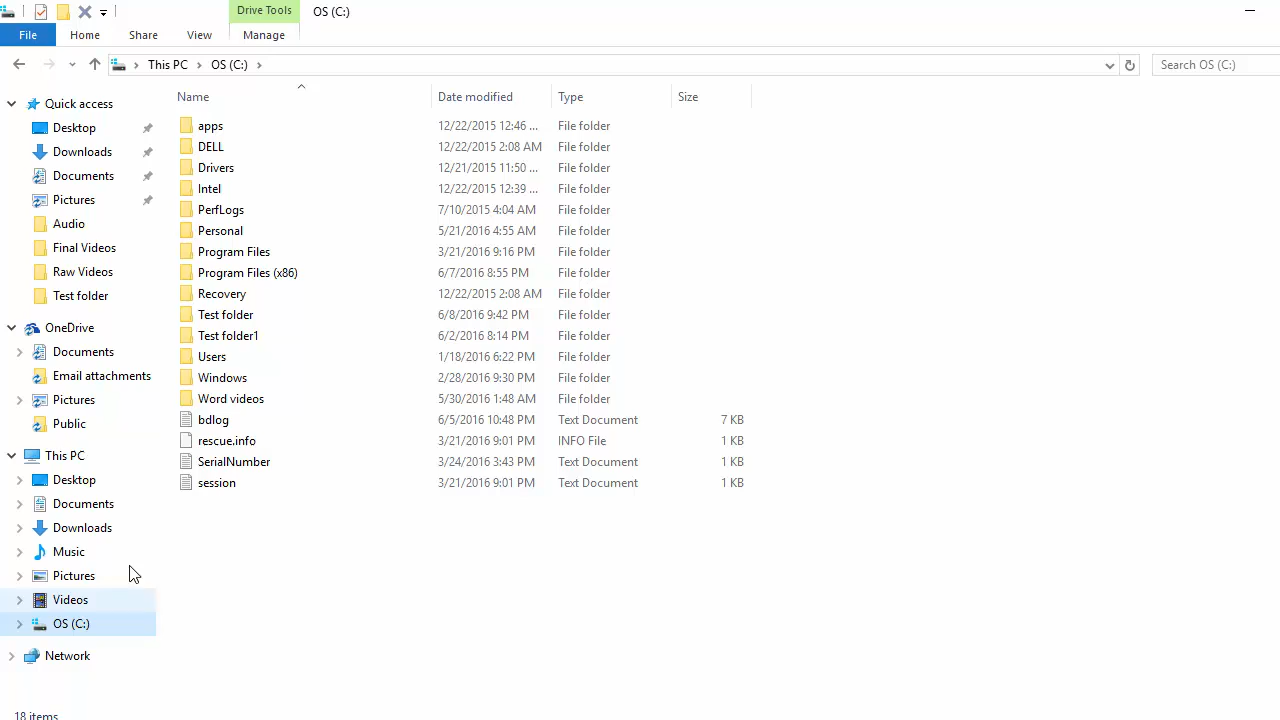 Drive Tools OS (C:)
File Home Share View Manage
This PC OS (C:) Search OS (C:)
Name Date modified Type Size
Quick access
Desktop
Downloads
Documents
Pictures
Audio
Final Videos
Raw Videos
Test folder
OneDrive
Documents
Email attachments
Pictures
Public
This PC
Desktop
Documents
Downloads
Music
Pictures
Videos
OS (C:)
Network
apps 12/22/2015 12:46 ... File folder
DELL 12/22/2015 2:08 AM File folder
Drivers 12/21/2015 11:50 ... File folder
Intel 12/22/2015 12:39 ... File folder
PerfLogs 7/10/2015 4:04 AM File folder
Personal 5/21/2016 4:55 AM File folder
Program Files 3/21/2016 9:16 PM File folder
Program Files (x86) 6/7/2016 8:55 PM File folder
Recovery 12/22/2015 2:08 AM File folder
Test folder 6/8/2016 9:42 PM File folder
Test folder1 6/2/2016 8:14 PM File folder
Users 1/18/2016 6:22 PM File folder
Windows 2/28/2016 9:30 PM File folder
Word videos 5/30/2016 1:48 AM File folder
bdlog 6/5/2016 10:48 PM Text Document 7 KB
rescue.info 3/21/2016 9:01 PM INFO File 1 KB
SerialNumber 3/24/2016 3:43 PM Text Document 1 KB
session 3/21/2016 9:01 PM Text Document 1 KB
18 items